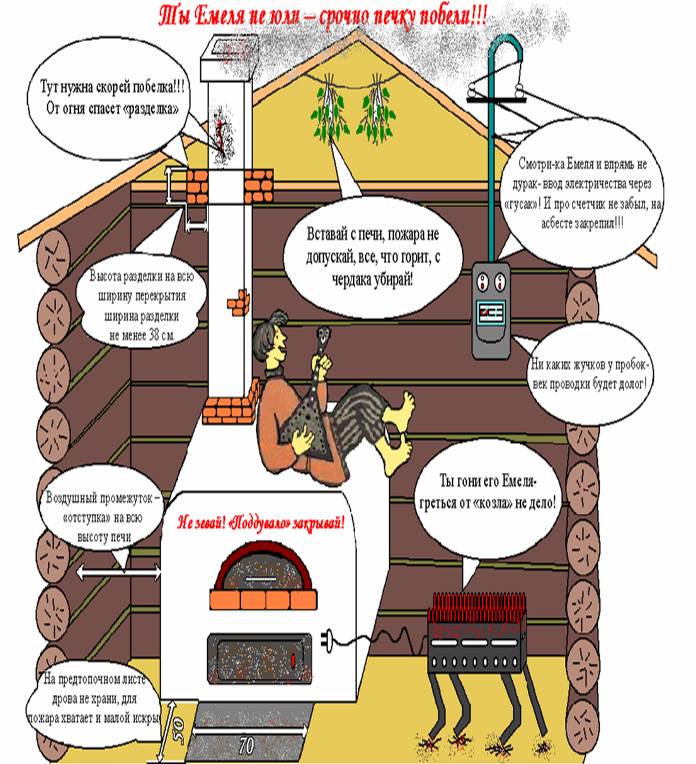 Ты Емеля не юли – срочно печку побели!!!
Тут нужна скорей побелка!!!
От огня спасет «разделка»
Смотри-ка Емеля и впрямь не
дурак- ввод электричества через
«гусак»! И про счетчик не забыл, на
асбесте закрепил!!!
Вставай с печи, пожара не
допускай, все, что горит, с
чердака убирай!
Высота разделки на всю
ширину перекрытия
ширина разделки
не менее 38 см.
Ни каких жучков у пробок-
век проводки будет долог!
Ты гони его Емеля-
греться от «козла» не дело!
Воздушный промежуток –
«отступка» на всю
высоту печи
Не зевай! «Поддувало» закрывай!
На предтопочном листе
дрова не храни, для
пожара хватает и малой искры
50
70